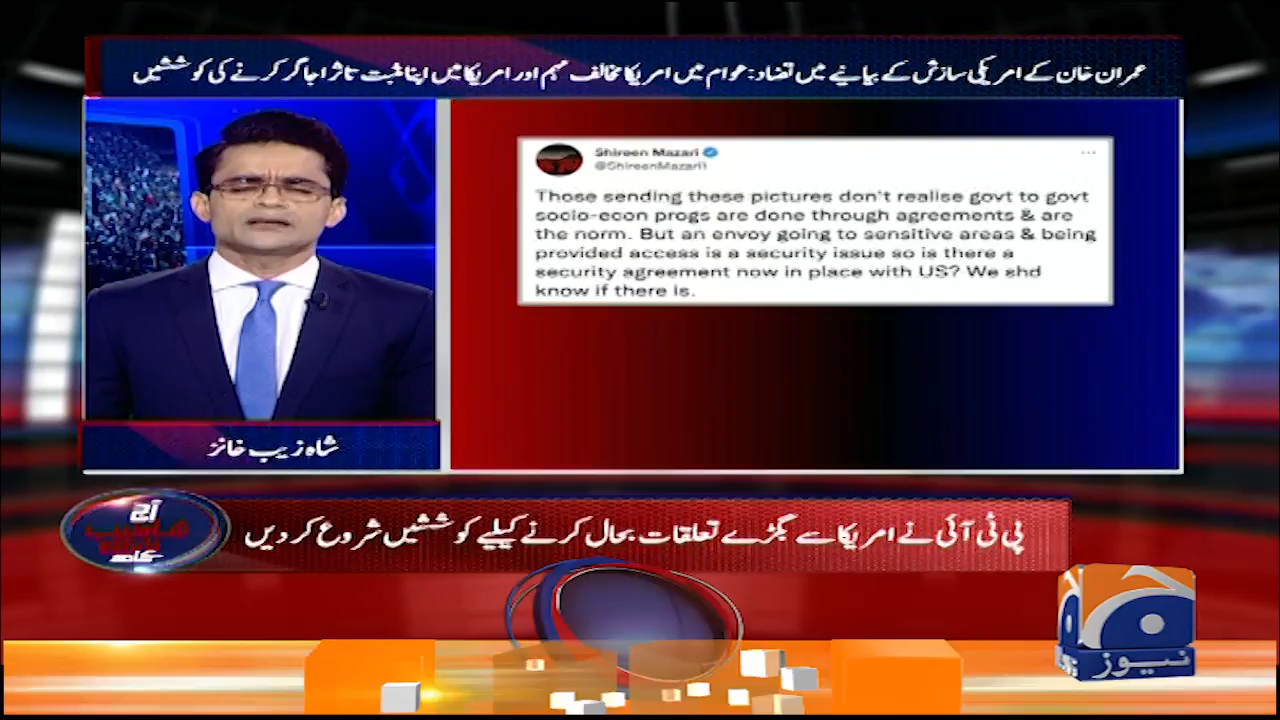 عمران خان کے امریکی سازش کے بیانیے میں تضاد: عوام میں امریکا مخالف مہم اور امریکا میں اپنا مثبت تاثر اجاگر کرنے کی کوششیں
Shireen Mazari
@ShireenMazari1
Those sending these pictures don't realise govt to govt
socio-econ progs are done through agreements & are
the norm. But an envoy going to sensitive areas & being
provided access is a security issue so is there a
security agreement now in place with US? We shd
know if there is.
شاہ زیب خانز
آج
کے ساتھ
پی ٹی آئی نے امریکا سے بگڑے تعلقات بحال کرنے کیلیے کوششیں شروع کر دیں
نیوز